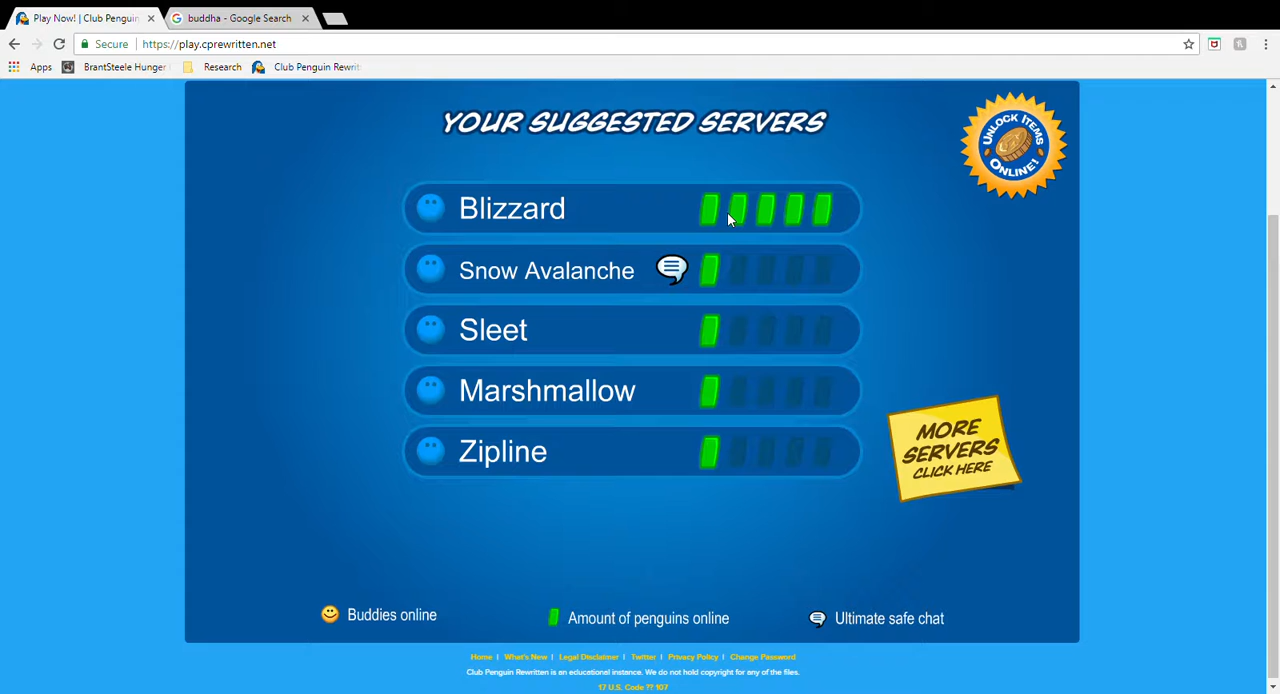 Play Now! | Club Penguin
buddha - Google Search
Secure
https://play.cprewritten.net
Apps
BrantSteele Hunger
Research
Club Penguin Rewrit
YOUR SUGGESTED SERVERS
UNLOCK ITEMS
ONLINE!
Blizzard
Snow Avalanche
Sleet
Marshmallow
Zipline
MORE
SERVERS
CLICK HERE
Buddies online
Amount of penguins online
Ultimate safe chat
Home | What's New | Legal Disclaimer | Twitter | Privacy Policy | Change Password
Club Penguin Rewritten is an educational instance. We do not hold copyright for any of the files.
17 U.S. Code ?? 107